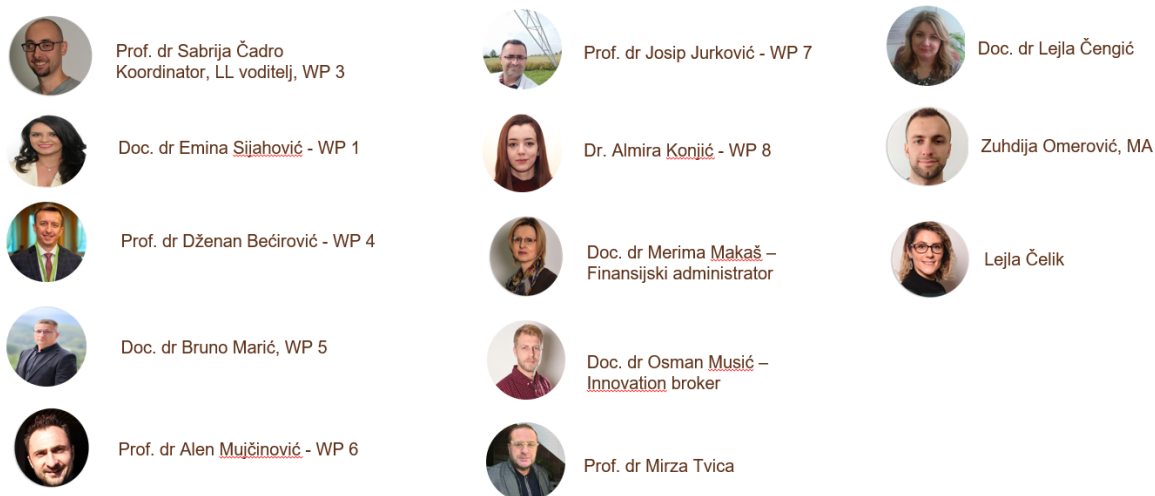 Prof. dr Sabrija Čadro
Koordinator, LL voditelj, WP 3
Doc. dr Emina Sijahović - WP 1
Prof. dr Dženan Bećirović - WP 4
Doc. dr Bruno Marić, WP 5
Prof. dr Alen Mujčinović - WP 6
Prof. dr Josip Jurković - WP 7
Dr. Almira Konjić - WP 8
Doc. dr Merima Makaš –
Finansijski administrator
Doc. dr Osman Musić –
Innovation broker
Prof. dr Mirza Tvica
Doc. dr Lejla Čengić
Zuhdija Omerović, MA
Lejla Čelik